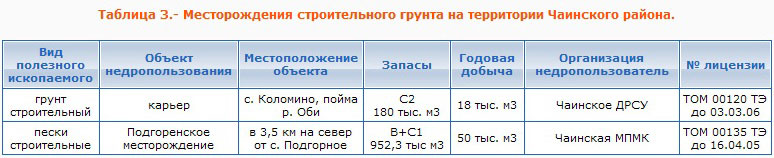 Таблица 3.- Месторождения строительного грунта на территории Чаинского района.
Вид полезного ископаемого
Объект недропользования
Местоположение объекта
Запасы
Годовая добыча
Организация недропользователь
№ лицензии
грунт строительный
карьер
с. Коломино, пойма р. Оби
С2 180 тыс. м3
18 тыс. м3
Чаинское ДРСУ
ТОМ 00120 ТЭ до 03.03.06
пески строительные
Подгоренское месторождение
в 3,5 км на север от с. Подгорное
В+С1 952,3 тыс м3
50 тыс. м3
Чаинская МПМК
ТОМ 00135 ТЭ до 16.04.05